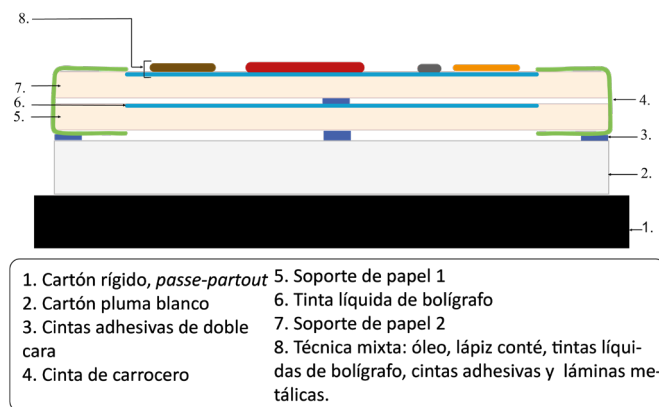 8.
7.
6.
5.
4.
3.
2.
1.
1. Cartón rígido, passe-partout
2. Cartón pluma blanco
3. Cintas adhesivas de doble
cara
4. Cinta de carrocero
5. Soporte de papel 1
6. Tinta líquida de bolígrafo
7. Soporte de papel 2
8. Técnica mixta: óleo, lápiz conté, tintas líqui-
das de bolígrafo, cintas adhesivas y láminas me-
tálicas.